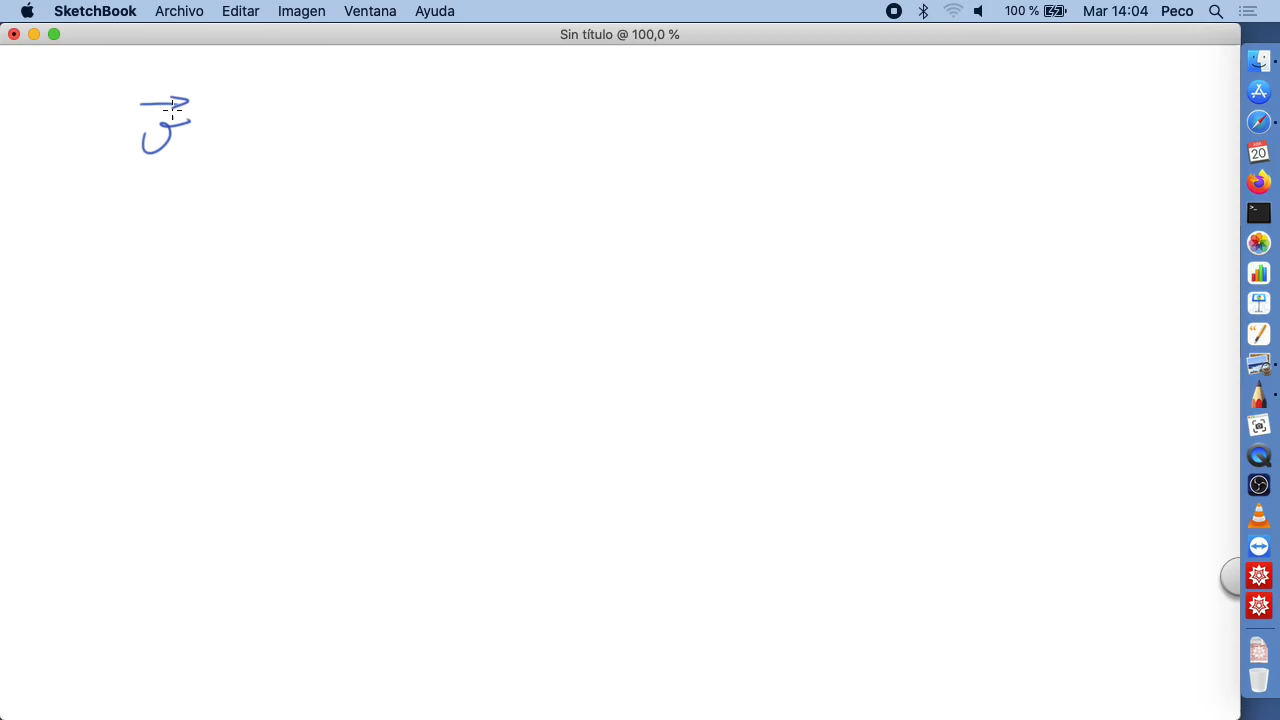 SketchBook Archivo Editar Imagen Ventana Ayuda 100 % Mar 14:04 Peco
Sin título @ 100,0 %
v⃗
20